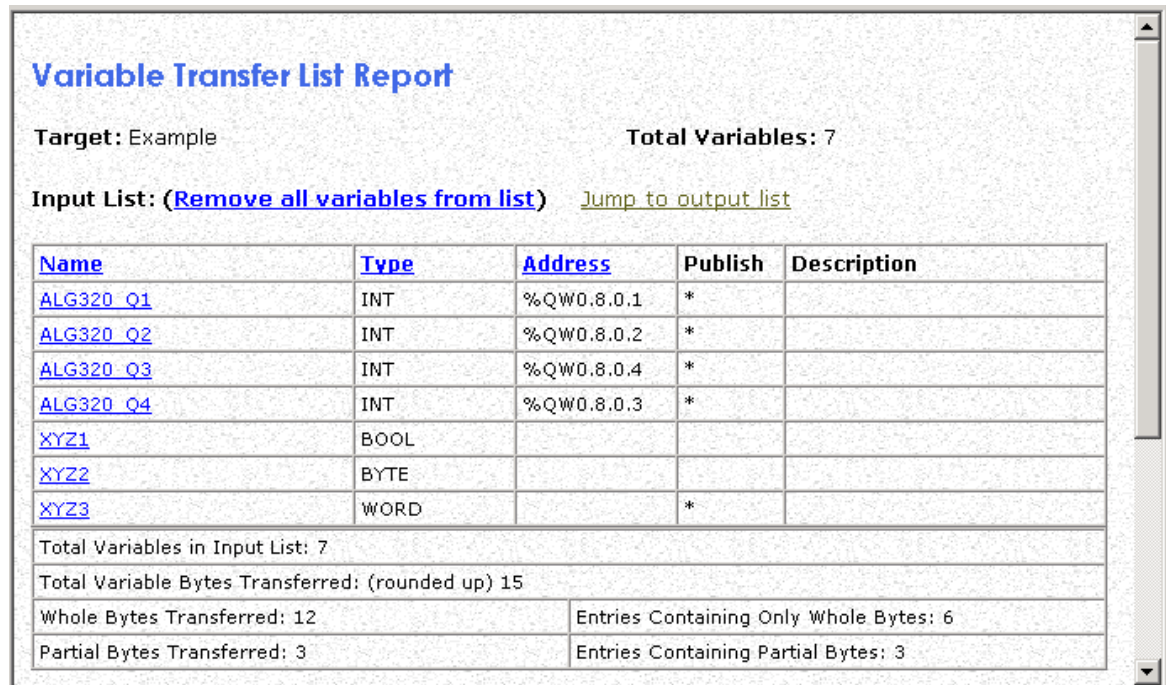 Variable Transfer List Report
Target: Example Total Variables: 7
Input List: (Remove all variables from list) Jump to output list
Name Type Address Publish Description
ALG320_Q1 INT %QW0.8.0.1 *
ALG320_Q2 INT %QW0.8.0.2 *
ALG320_Q3 INT %QW0.8.0.4 *
ALG320_Q4 INT %QW0.8.0.3 *
XYZ1 BOOL
XYZ2 BYTE
XYZ3 WORD *
Total Variables in Input List: 7
Total Variable Bytes Transferred: (rounded up) 15
Whole Bytes Transferred: 12 Entries Containing Only Whole Bytes: 6
Partial Bytes Transferred: 3 Entries Containing Partial Bytes: 3